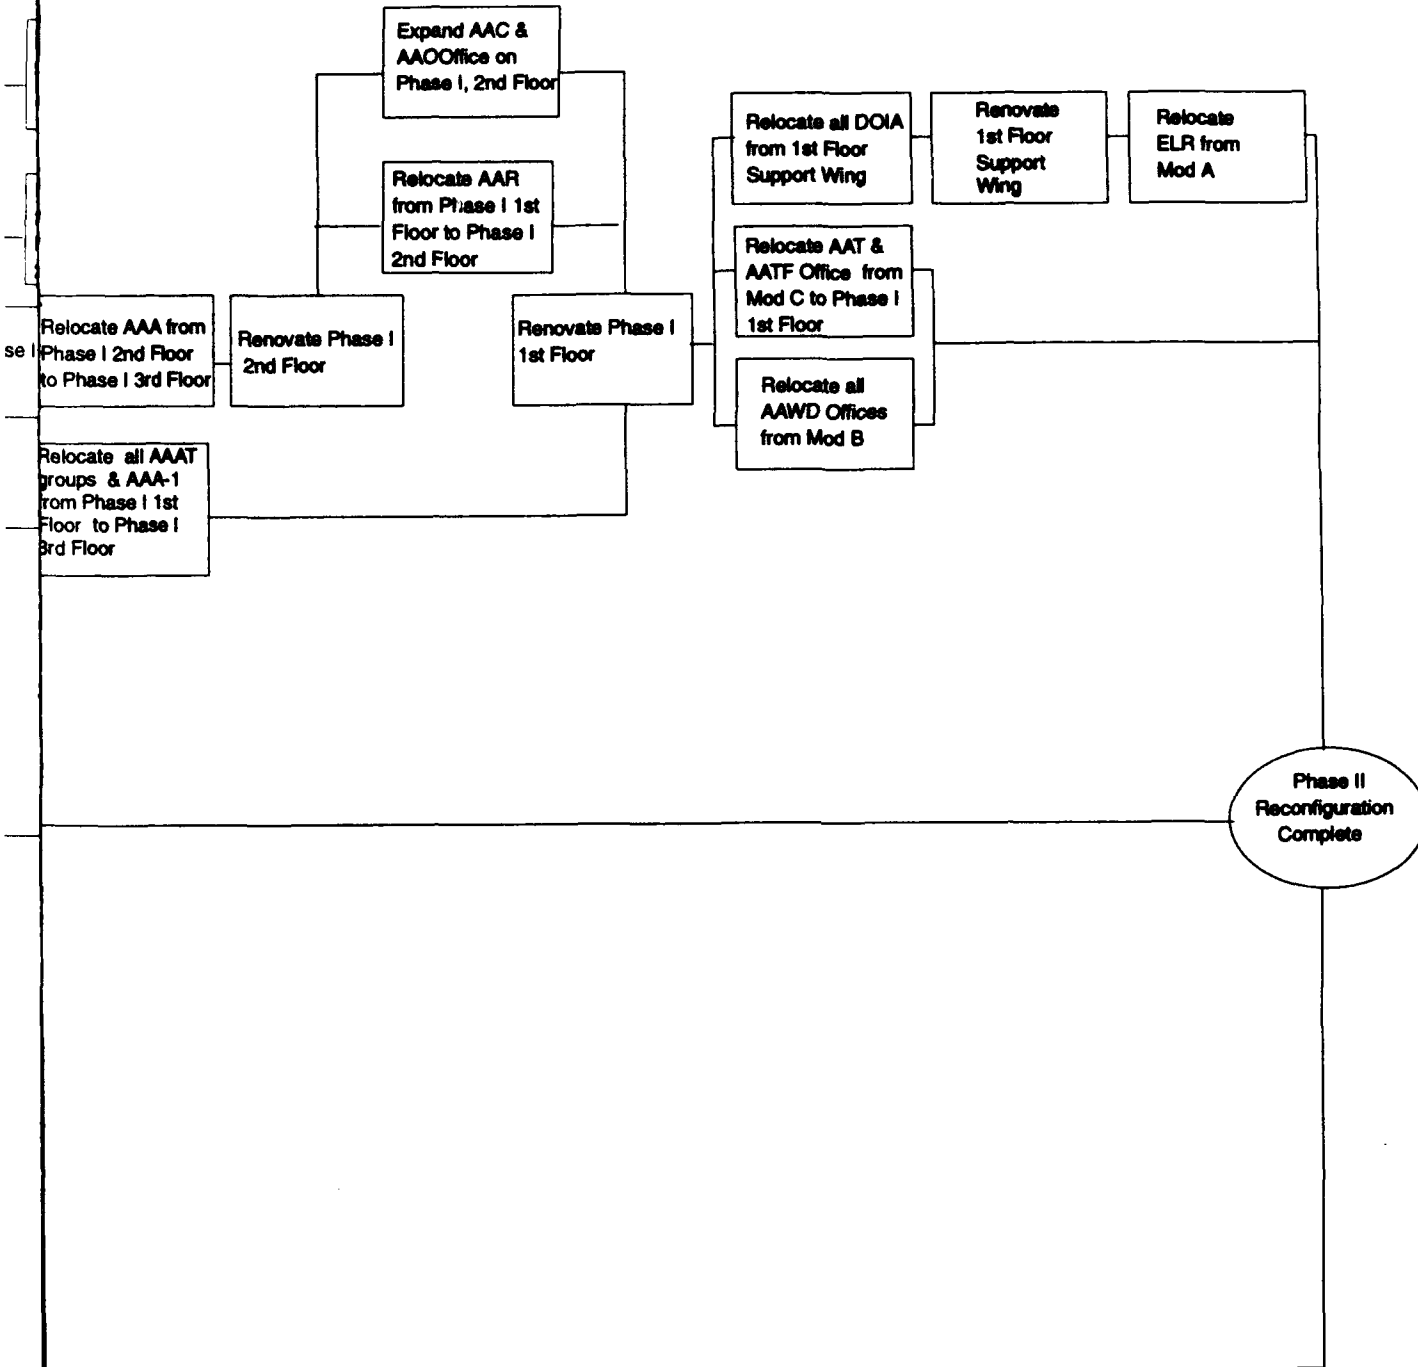 Expand AAC &
AAOOffice on
Phase I, 2nd Floor
Relocate AAR
from Phase I 1st
Floor to Phase I
2nd Floor
se I
Relocate AAA from
Phase I 2nd Floor
to Phase I 3rd Floor
Renovate Phase I
2nd Floor
Renovate Phase I
1st Floor
Relocate all DOIA
from 1st Floor
Support Wing
Renovate
1st Floor
Support
Wing
Relocate
ELR from
Mod A
Relocate AAT &
AATF Office from
Mod C to Phase I
1st Floor
Relocate all
AAWD Offices
from Mod B
Relocate all AAAT
groups & AAA-1
from Phase I 1st
Floor to Phase I
3rd Floor
Phase II
Reconfiguration
Complete